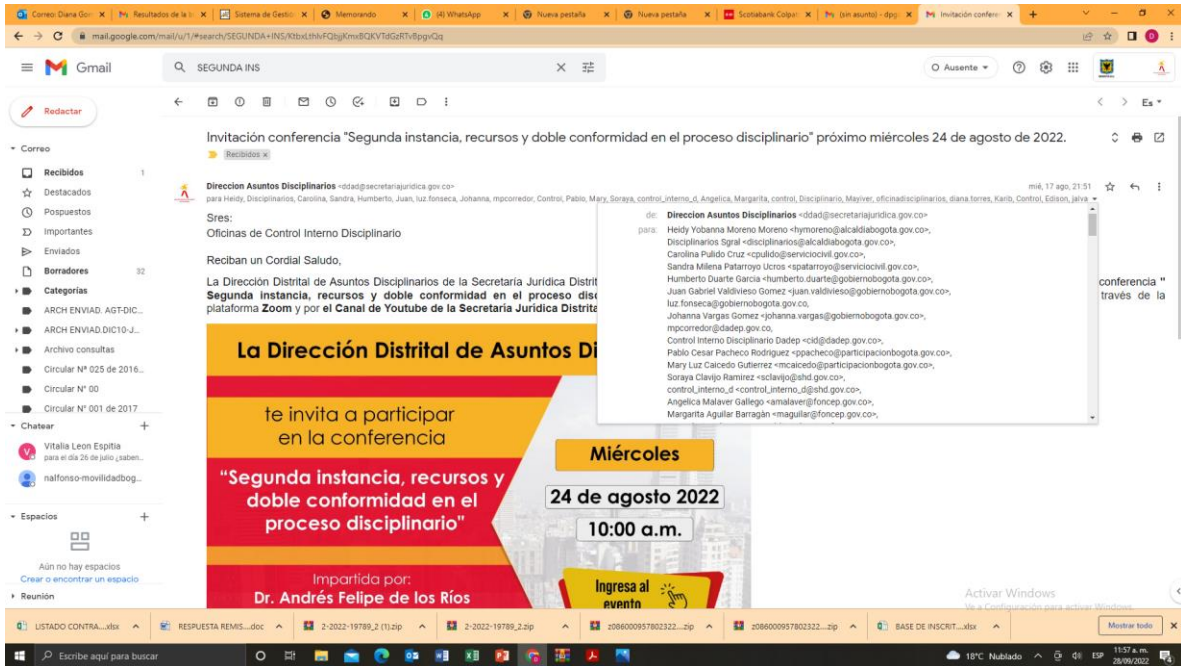 Correo: Diana Gon
Resultados de la b
Sistema de Gestió
Memorando
(4) WhatsApp
Nueva pestaña
Nueva pestaña
Scotiabank Colpat
(sin asunto) - dpg
Invitación conferen
mail.google.com/mail/u/1/#search/SEGUNDA+INS/
Gmail
SEGUNDA INS
Ausente
Redactar
Es
Invitación conferencia "Segunda instancia, recursos y doble conformidad en el proceso disciplinario" próximo miércoles 24 de agosto de 2022.
Recibidos x
Correo
Recibidos 1
Destacados
Pospuestos
Importantes
Enviados
Borradores 32
Categorías
ARCH ENVIAD. AGT-DIC...
ARCH ENVIAD.DIC10-J...
Archivo consultas
Circular Nº 025 de 2016...
Circular N° 00
Circular N° 001 de 2017
Chatear
Vitalia Leon Espitia
para el día 26 de julio ¿saben...
nalfonso-movilidadbog...
Espacios
Aún no hay espacios
Crear o encontrar un espacio
Reunión
Direccion Asuntos Disciplinarios <ddad@secretariajuridica.gov.co>
mié, 17 ago, 21:51
para Heidy, Disciplinarios, Carolina, Sandra, Humberto, Juan, luz.fonseca, Johanna, mpcorredor, Control, Pablo, Mary, Soraya, control_interno_d, Angelica, Margarita, control, Disciplinario, Mayiver, oficinadisciplinarios, diana.torres, Karib, Control, Edison, jalva
Sres:
Oficinas de Control Interno Disciplinario
Reciban un Cordial Saludo,
La Dirección Distrital de Asuntos Disciplinarios de la Secretaría Jurídica Distrit
conferencia "
Segunda instancia, recursos y doble conformidad en el proceso disc
través de la
plataforma Zoom y por el Canal de Youtube de la Secretaria Juridica Distrita
de: Direccion Asuntos Disciplinarios <ddad@secretariajuridica.gov.co>
para: Heidy Yobanna Moreno Moreno <hymoreno@alcaldiabogota.gov.co>,
Disciplinarios Sgral <disciplinarios@alcaldiabogota.gov.co>,
Carolina Pulido Cruz <cpulido@serviciocivil.gov.co>,
Sandra Milena Patarroyo Ucros <spatarroyo@serviciocivil.gov.co>,
Humberto Duarte Garcia <humberto.duarte@gobiernobogota.gov.co>,
Juan Gabriel Valdivieso Gomez <juan.valdivieso@gobiernobogota.gov.co>,
luz.fonseca@gobiernobogota.gov.co,
Johanna Vargas Gomez <johanna.vargas@gobiernobogota.gov.co>,
mpcorredor@dadep.gov.co,
Control Interno Disciplinario Dadep <cid@dadep.gov.co>,
Pablo Cesar Pacheco Rodriguez <ppacheco@participacionbogota.gov.co>,
Mary Luz Caicedo Gutierrez <mcaicedo@participacionbogota.gov.co>,
Soraya Clavijo Ramirez <sclavijo@shd.gov.co>,
control_interno_d <control_interno_d@shd.gov.co>,
Angelica Malaver Gallego <amalaver@foncep.gov.co>,
Margarita Aguilar Barragàn <maguilar@foncep.gov.co>,
La Dirección Distrital de Asuntos Di
te invita a participar
en la conferencia
"Segunda instancia, recursos y
doble conformidad en el
proceso disciplinario"
Impartida por:
Dr. Andrés Felipe de los Ríos
Miércoles
24 de agosto 2022
10:00 a.m.
Ingresa al
evento
Activar Windows
Ve a Configuración para activar Windows.
LISTADO CONTRA....xlsx
RESPUESTA REMIS....doc
2-2022-19789_2 (1).zip
2-2022-19789_2.zip
z086000957802322....zip
z086000957802322....zip
BASE DE INSCRIT....xlsx
Mostrar todo
Escribe aquí para buscar
18°C Nublado
ESP
11:57 a. m.
28/09/2022